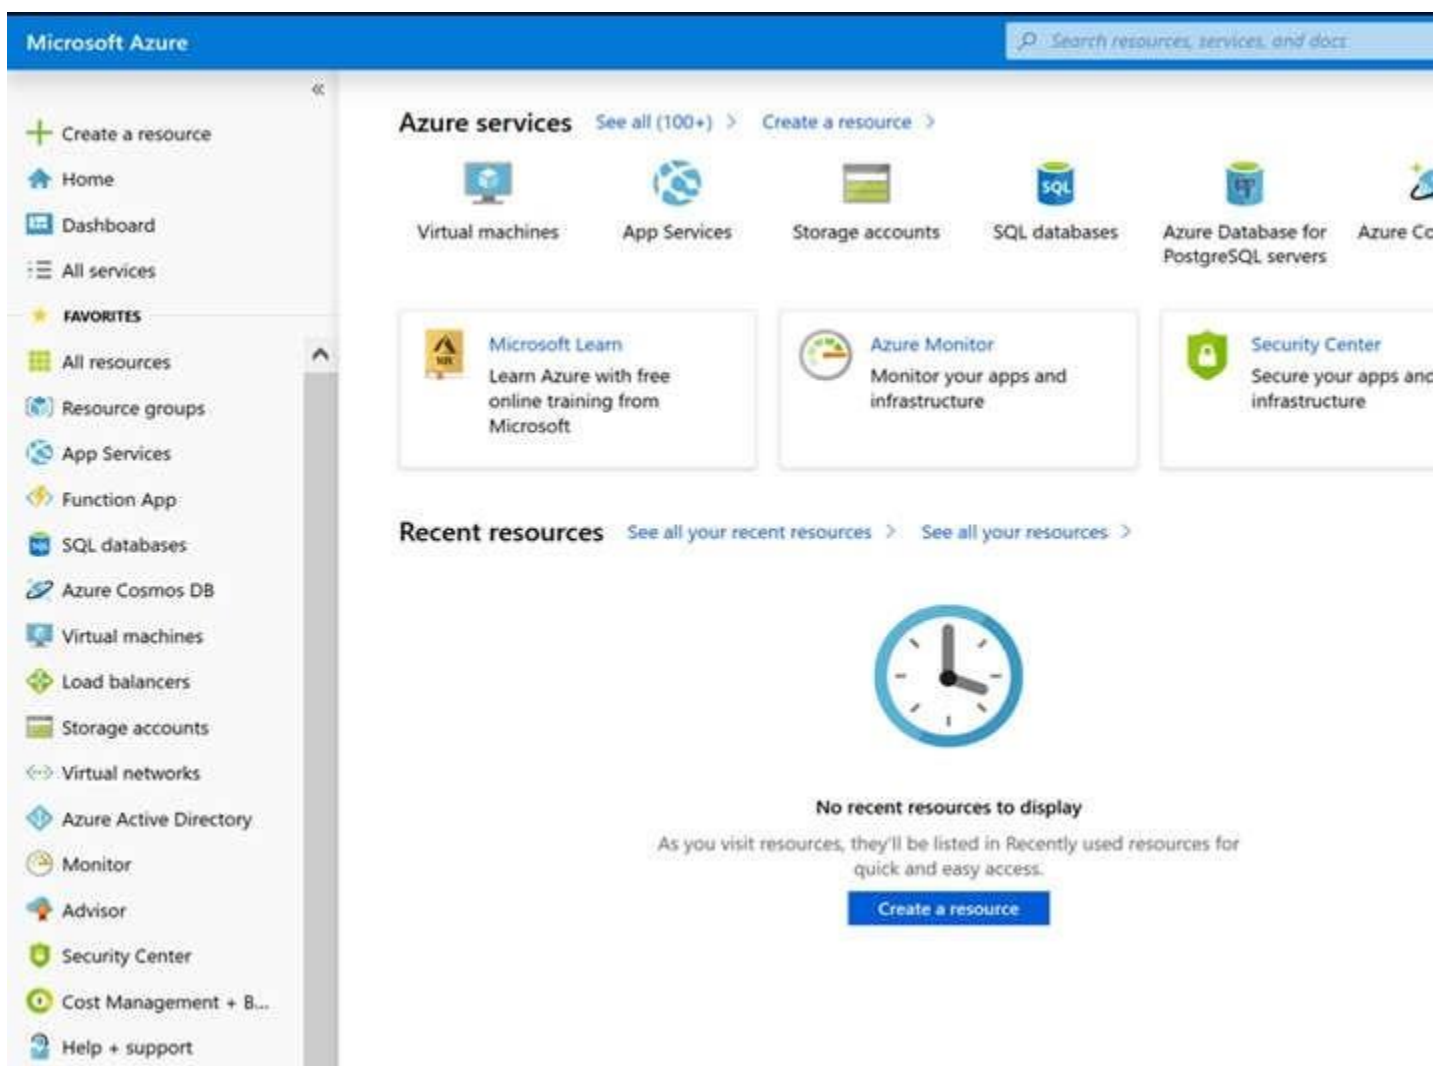 Microsoft Azure
Search resources, services, and docs
«
Create a resource
Home
Dashboard
All services
FAVORITES
All resources
Resource groups
App Services
Function App
SQL databases
Azure Cosmos DB
Virtual machines
Load balancers
Storage accounts
Virtual networks
Azure Active Directory
Monitor
Advisor
Security Center
Cost Management + B...
Help + support
Azure services See all (100+) > Create a resource >
Virtual machines
App Services
Storage accounts
SQL
SQL databases
Azure Database for
PostgreSQL servers
Azure Co
Microsoft Learn
Learn Azure with free
online training from
Microsoft
Azure Monitor
Monitor your apps and
infrastructure
Security Center
Secure your apps and
infrastructure
Recent resources See all your recent resources > See all your resources >
No recent resources to display
As you visit resources, they'll be listed in Recently used resources for
quick and easy access.
Create a resource